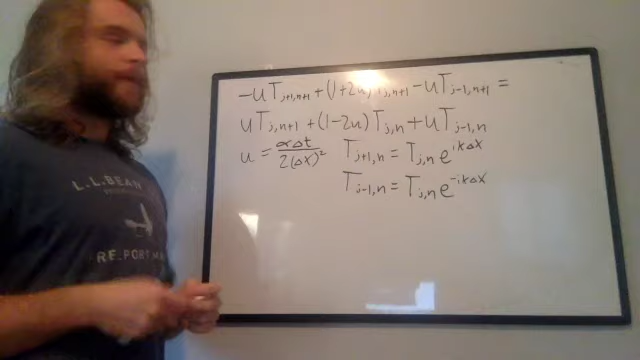 -uT_{j+1,n+1} + (1+2u)T_{j,n+1} - uT_{j-1,n+1} =
uT_{j,n+1} + (1-2u)T_{j,n} + uT_{j-1,n}
u = αΔt / 2(ΔX)² T_{j+1,n} = T_{j,n} e^{ikΔX}
T_{j-1,n} = T_{j,n} e^{-ikΔX}
L.L.BEAN